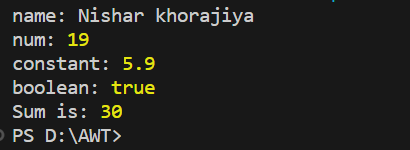 name: Nishar khorajiya
num: 19
constant: 5.9
boolean: true
Sum is: 30
PS D:\AWT>